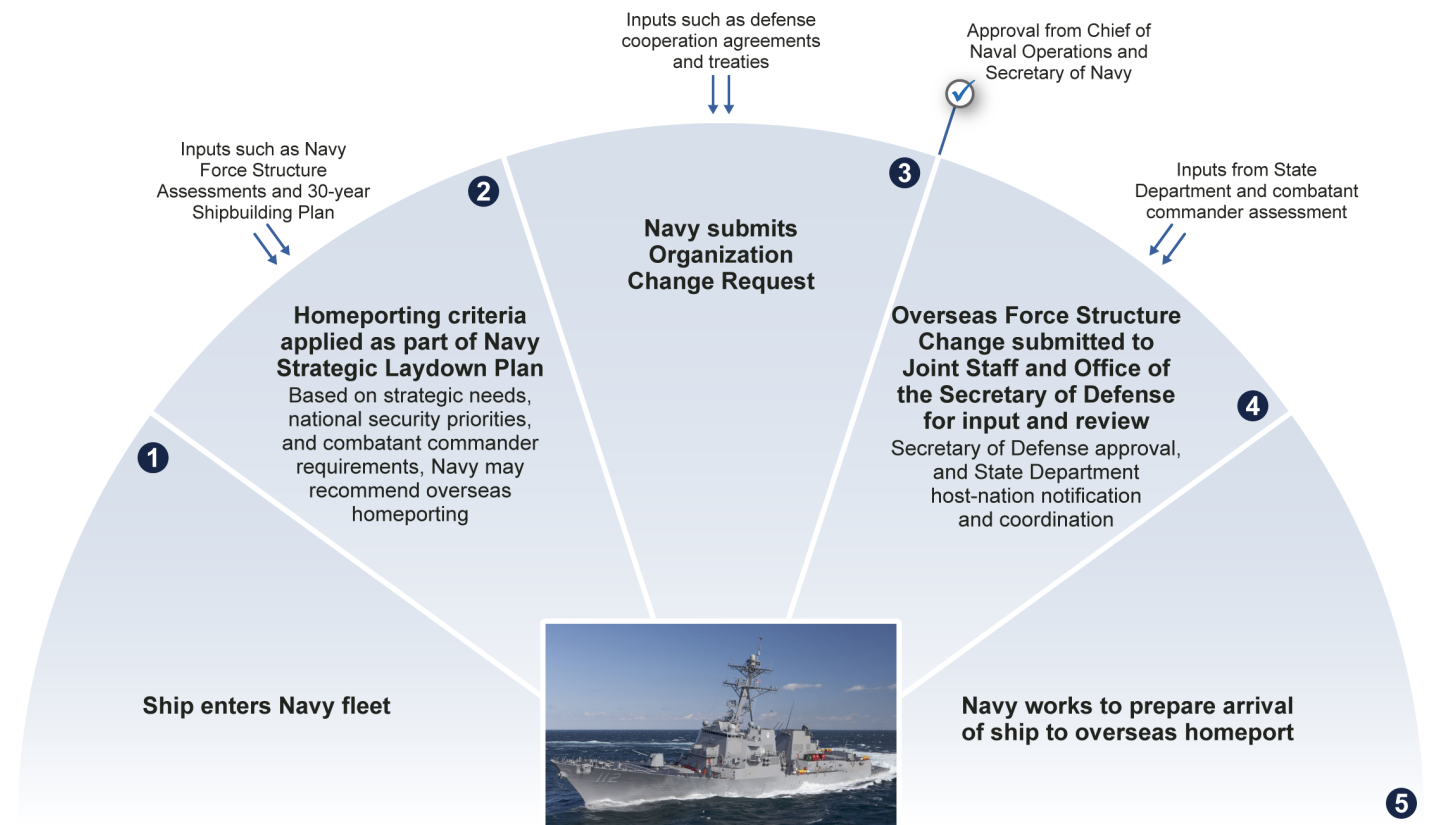 Inputs such as defense
cooperation agreements
and treaties
Approval from Chief of
Naval Operations and
Secretary of Navy
Inputs such as Navy
Force Structure
Assessments and 30-year
Shipbuilding Plan
Inputs from State
Department and combatant
commander assessment
1
Ship enters Navy fleet
2
Homeporting criteria
applied as part of Navy
Strategic Laydown Plan
Based on strategic needs,
national security priorities,
and combatant commander
requirements, Navy may
recommend overseas
homeporting
3
Navy submits
Organization
Change Request
4
Overseas Force Structure
Change submitted to
Joint Staff and Office of
the Secretary of Defense
for input and review
Secretary of Defense approval,
and State Department
host-nation notification
and coordination
Navy works to prepare arrival
of ship to overseas homeport
5
112